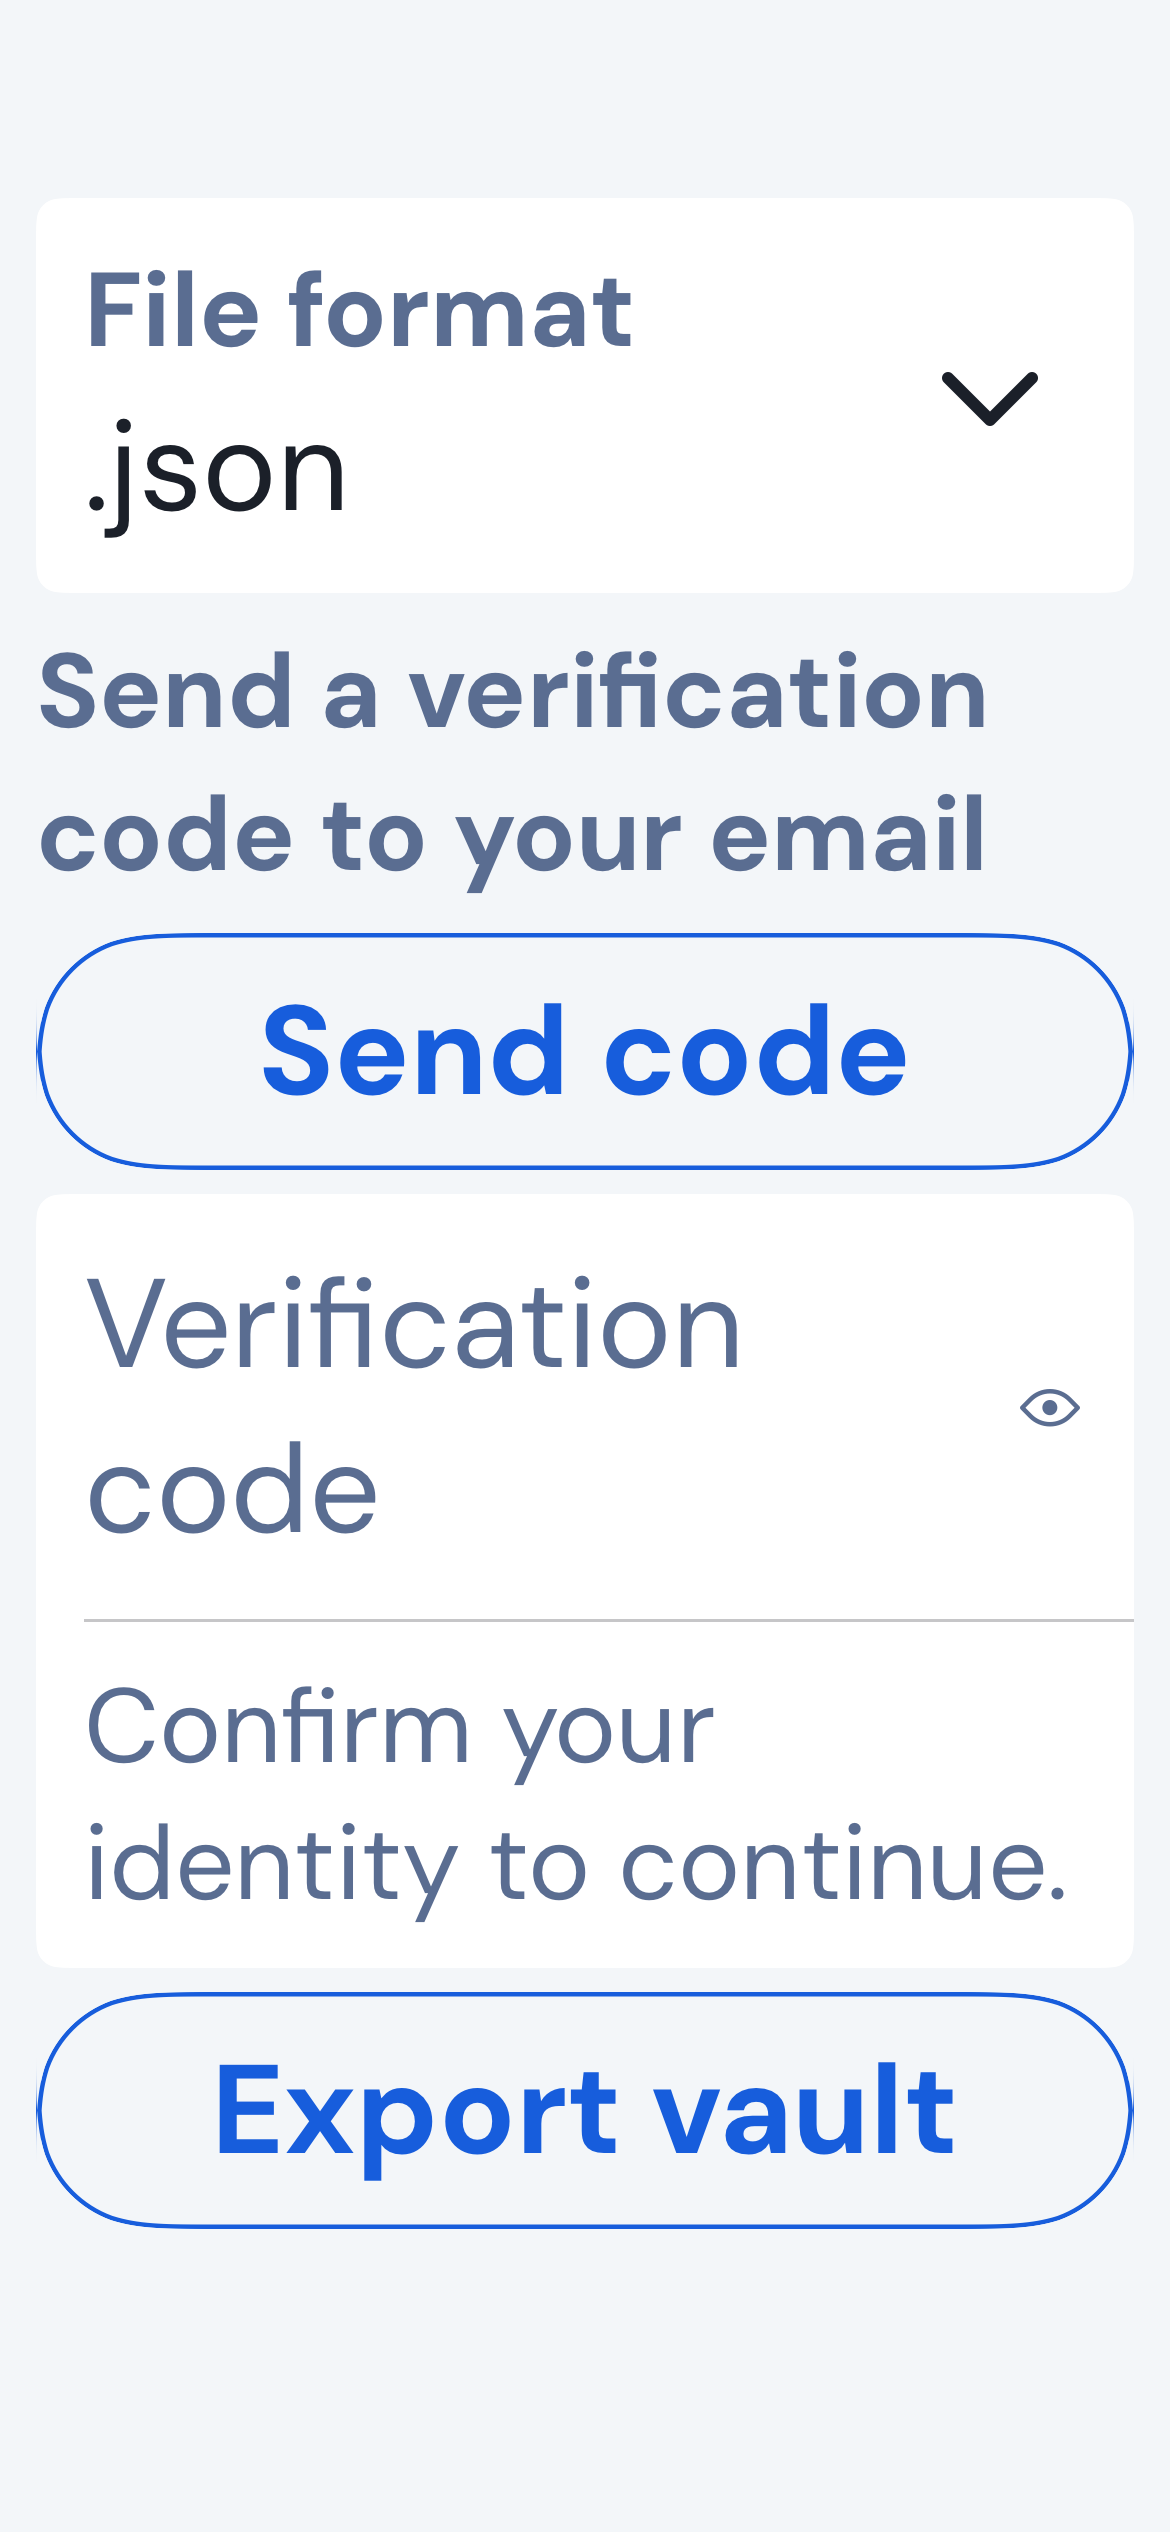 File format
.json
Send a verification
code to your email
Send code
Verification
code
Confirm your
identity to continue.
Export vault